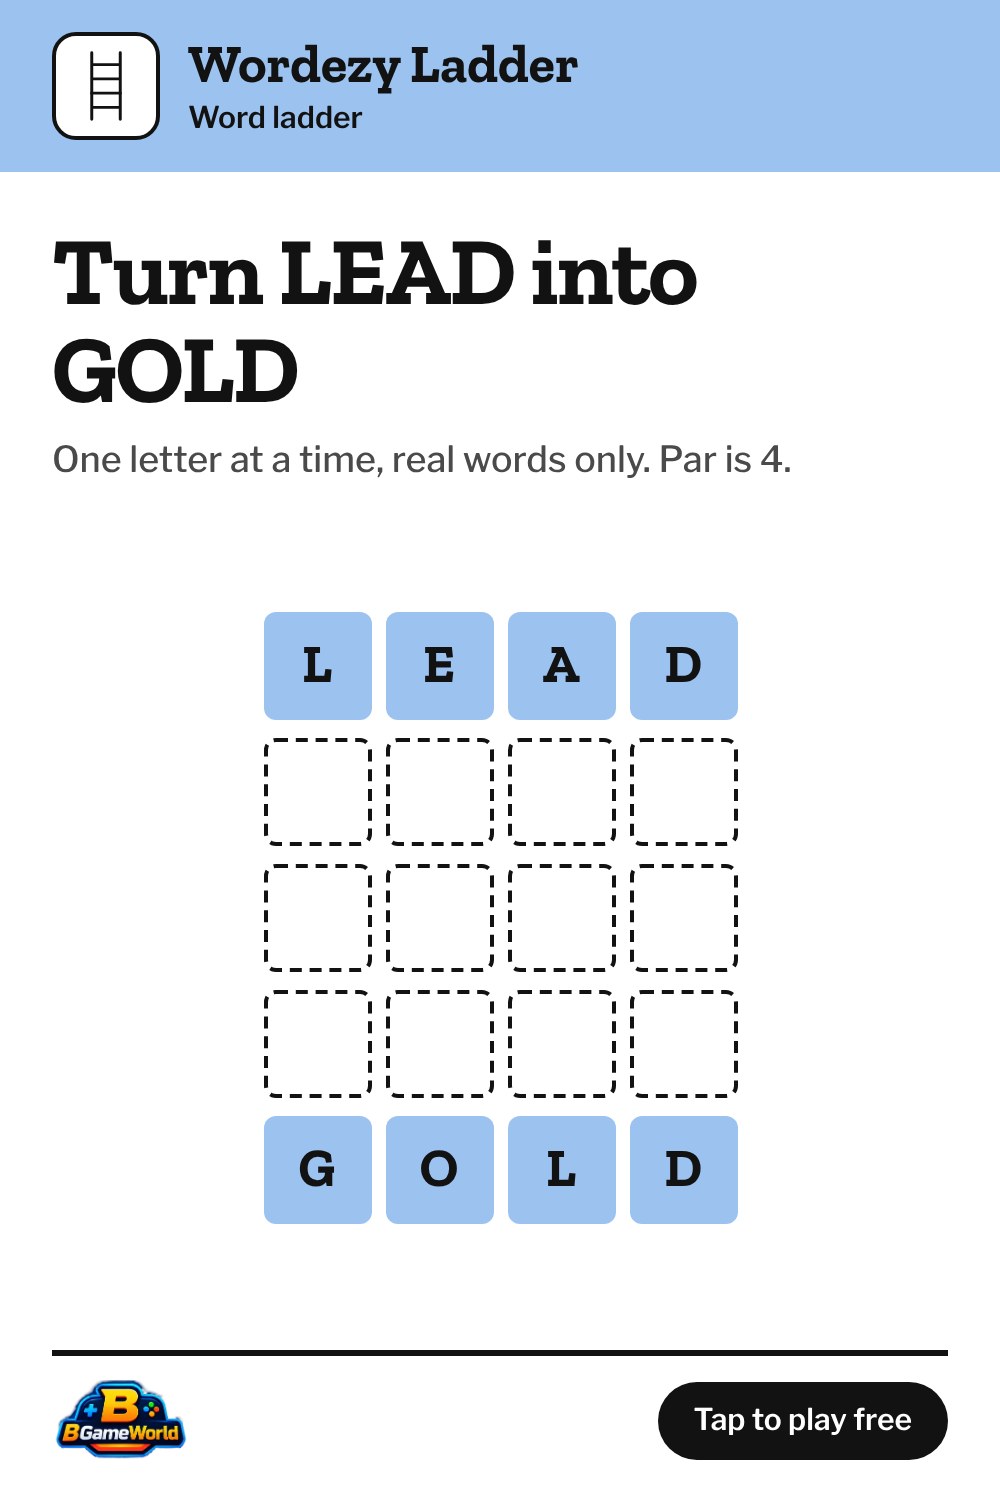 Wordezy Ladder
Word ladder
Turn LEAD into
GOLD
One letter at a time, real words only. Par is 4.
L E A D
G O L D
B
BGameWorld
Tap to play free